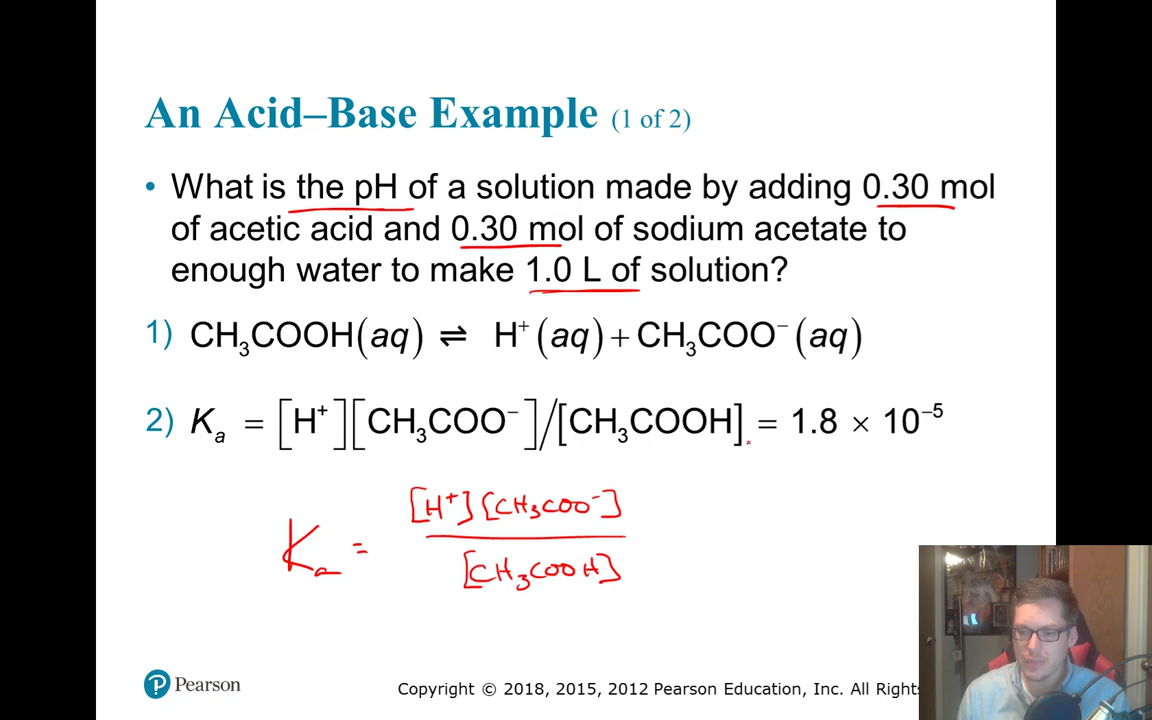 An Acid–Base Example (1 of 2)
• What is the pH of a solution made by adding 0.30 mol
of acetic acid and 0.30 mol of sodium acetate to
enough water to make 1.0 L of solution?
1) CH₃COOH(aq) ⇌ H⁺(aq) + CH₃COO⁻(aq)
2) Kₐ = [H⁺][CH₃COO⁻]/[CH₃COOH] = 1.8 × 10⁻⁵
[H⁺][CH₃COO⁻]
Kₐ =
[CH₃COOH]
P Pearson
Copyright © 2018, 2015, 2012 Pearson Education, Inc. All Rights